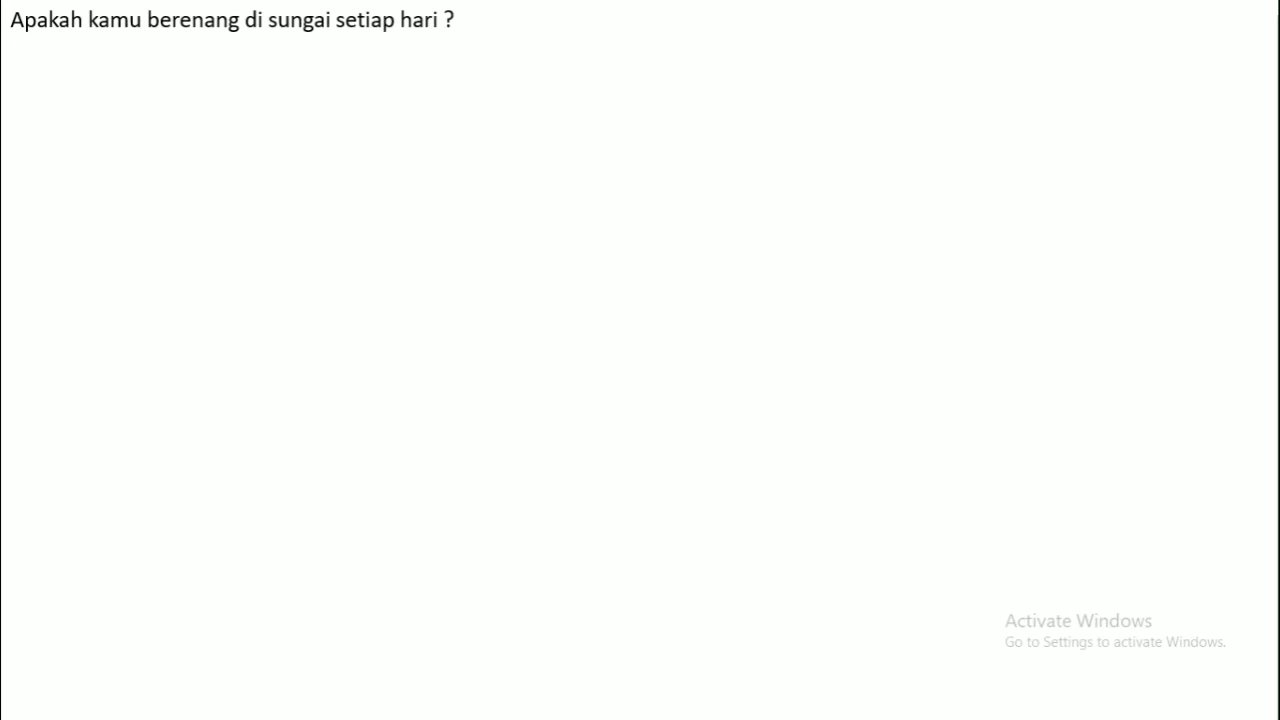 Apakah kamu berenang di sungai setiap hari ?
Activate Windows
Go to Settings to activate Windows.